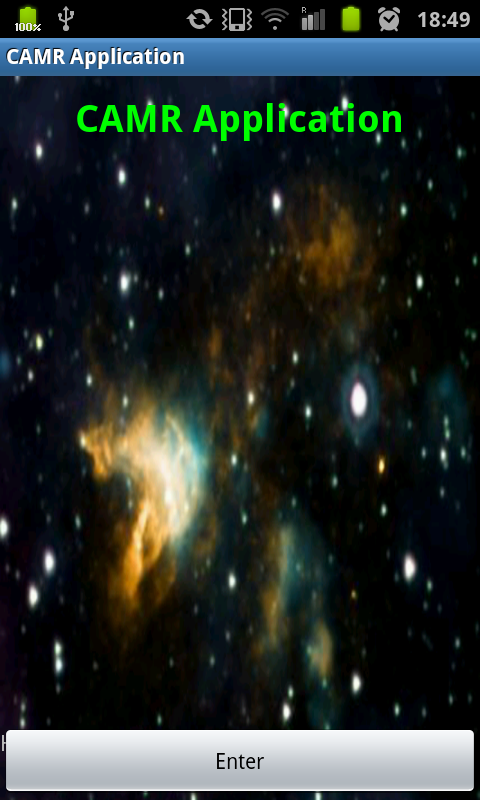 100%
R
18:49
CAMR Application
CAMR Application
Enter